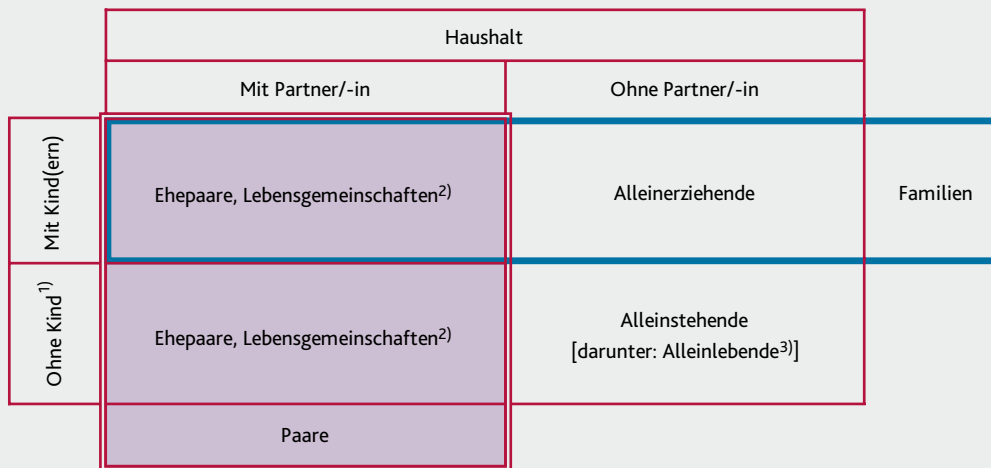 Haushalt
Mit Partner/-in
Ohne Partner/-in
Mit Kind(ern)
Ehepaare, Lebensgemeinschaften2)
Alleinerziehende
Familien
Ohne Kind1)
Ehepaare, Lebensgemeinschaften2)
Alleinstehende
[darunter: Alleinlebende3)]
Paare